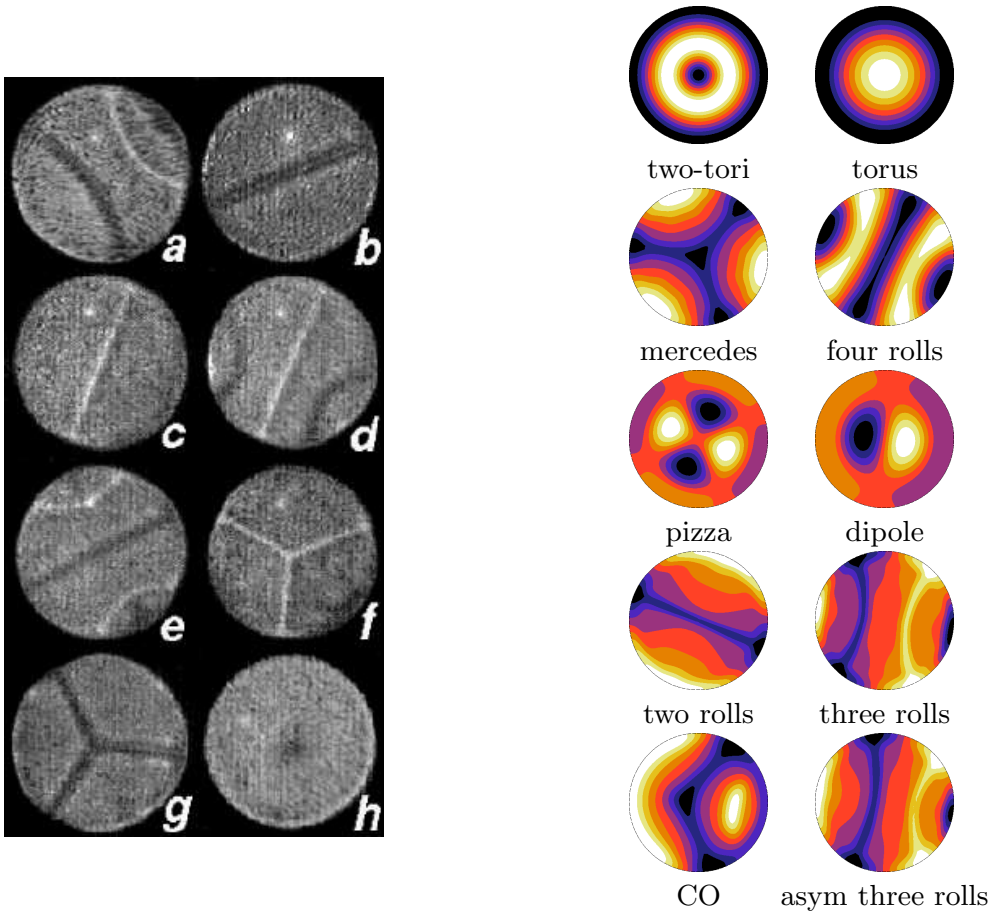 a b
c d
e f
g h
two-tori torus
mercedes four rolls
pizza dipole
two rolls three rolls
CO asym three rolls